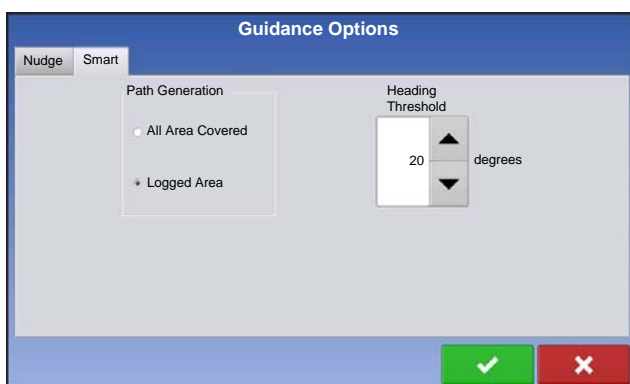 Guidance Options
Nudge
Smart
Path Generation
All Area Covered
Logged Area
Heading
Threshold
20
degrees